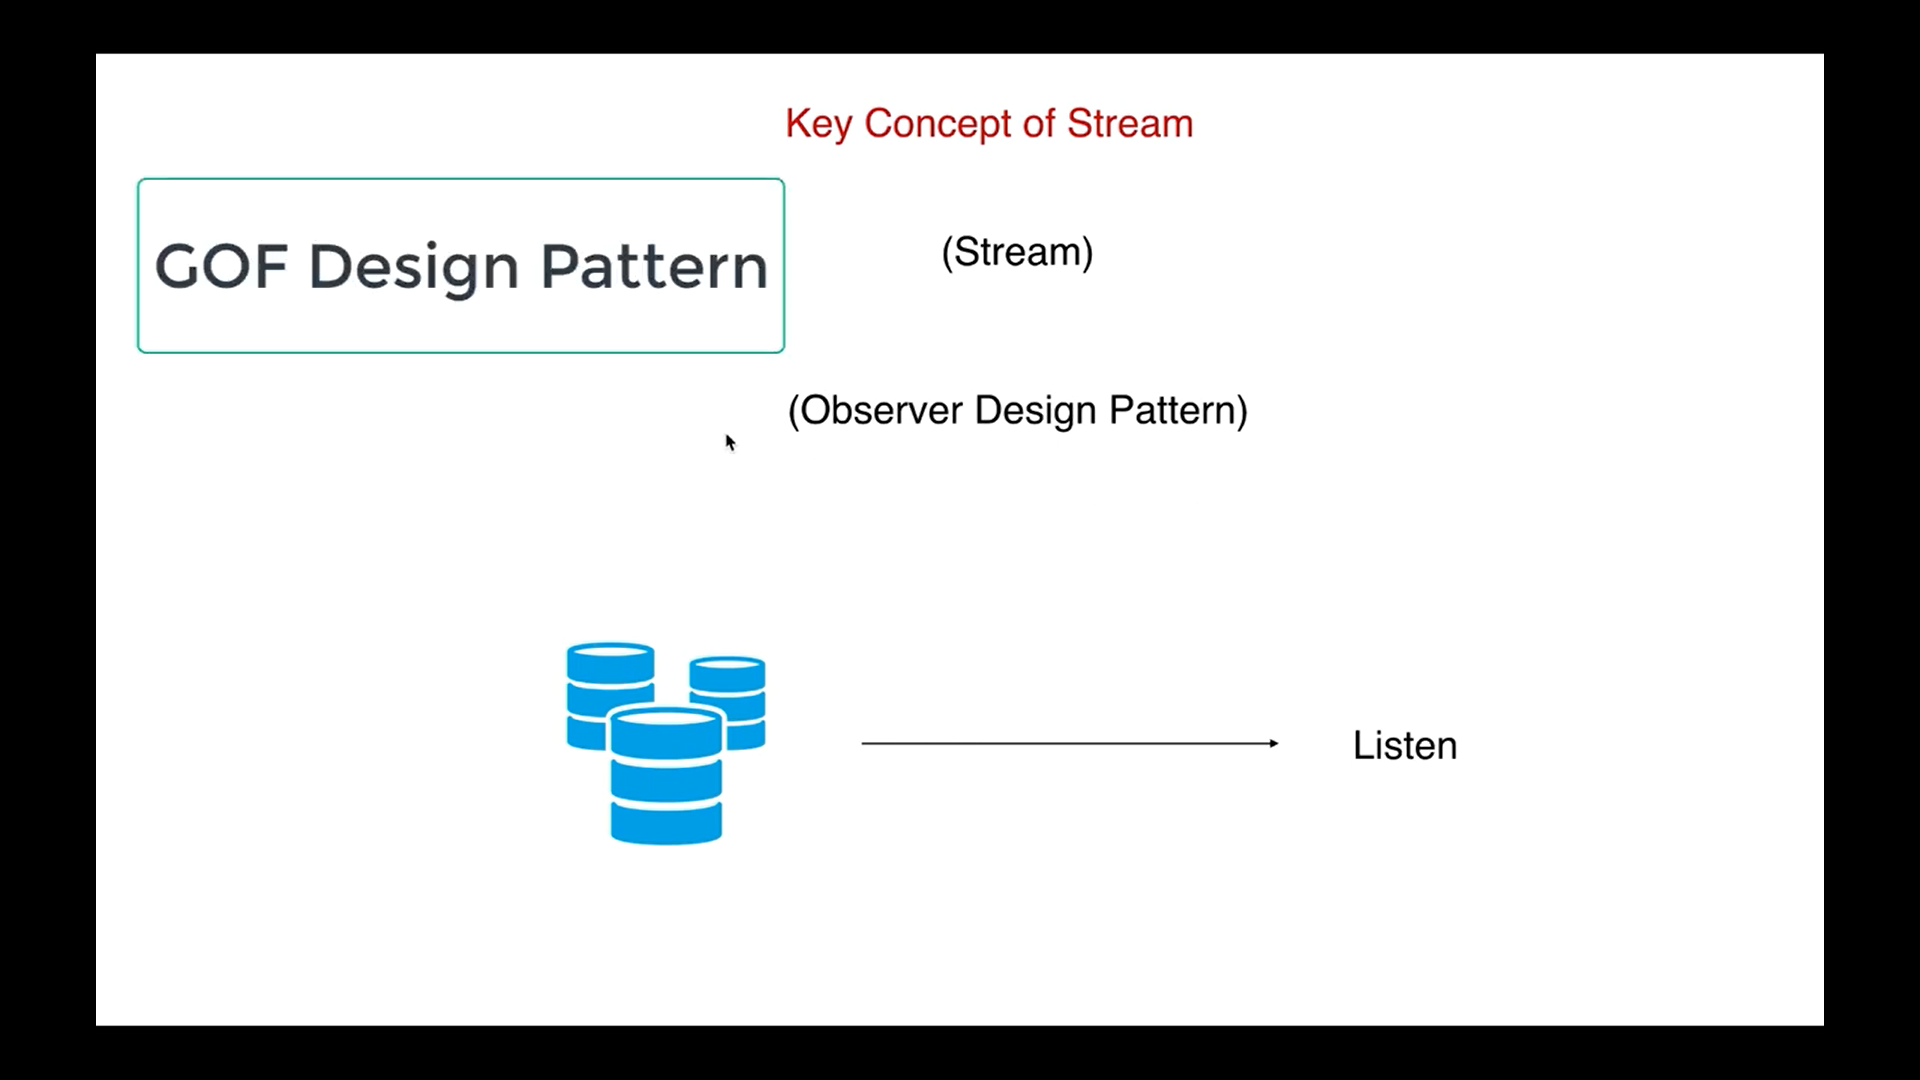 Key Concept of Stream
GOF Design Pattern
(Stream)
(Observer Design Pattern)
Listen